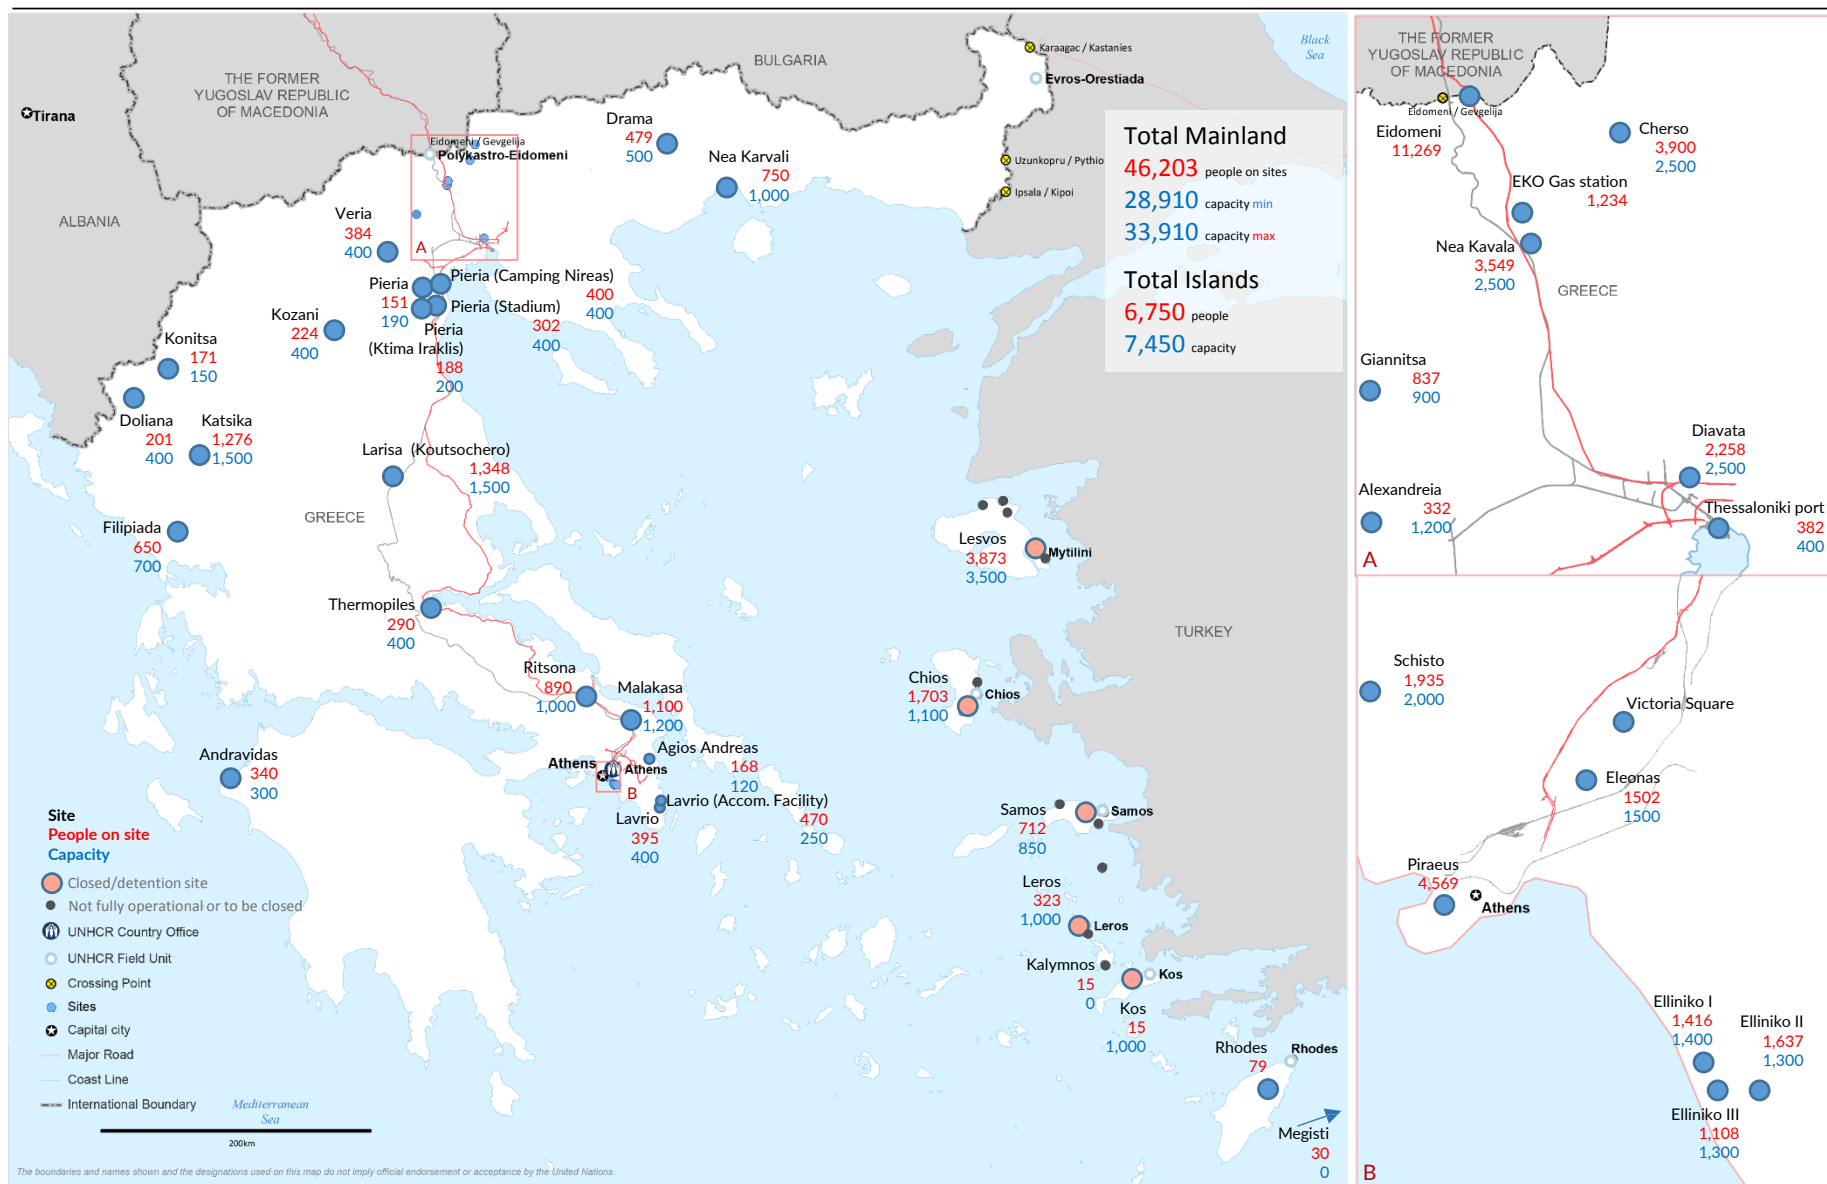 THE FORMER
YUGOSLAV REPUBLIC
OF MACEDONIA
BULGARIA
Black
Sea
Karaagac / Kastanies
Evros-Orestiada
Tirana
ALBANIA
Eidomeni / Gevgelija
Polykastro-Eidomeni
Drama
479
500
Nea Karvali
750
1,000
Uzunkopru / Pythio
Ipsala / Kipoi
Total Mainland
46,203 people on sites
28,910 capacity min
33,910 capacity max
Total Islands
6,750 people
7,450 capacity
Veria
384
400
A
Pieria
151
190
Pieria (Camping Nireas)
400
400
Pieria (Stadium)
302
400
Pieria
(Ktima Iraklis)
188
200
Kozani
224
400
Konitsa
171
150
Doliana
201
400
Katsika
1,276
1,500
Larisa (Koutsochero)
1,348
1,500
GREECE
Filipiada
650
700
Thermopiles
290
400
Ritsona
890
1,000
Malakasa
1,100
1,200
Agios Andreas
168
120
Athens
Athens
B
Lavrio (Accom. Facility)
470
250
Lavrio
395
400
Andravidas
340
300
Lesvos
3,873
3,500
Mytilini
TURKEY
Chios
1,703
1,100
Chios
Samos
712
850
Samos
Leros
323
1,000
Leros
Kalymnos
15
0
Kos
Kos
15
1,000
Rhodes
79
Rhodes
Megisti
30
0
Site
People on site
Capacity
Closed/detention site
Not fully operational or to be closed
UNHCR Country Office
UNHCR Field Unit
Crossing Point
Sites
Capital city
Major Road
Coast Line
International Boundary
Mediterranean
Sea
200km
The boundaries and names shown and the designations used on this map do not imply official endorsement or acceptance by the United Nations.
THE FORMER
YUGOSLAV REPUBLIC
OF MACEDONIA
Eidomeni / Gevgelija
Eidomeni
11,269
Cherso
3,900
2,500
EKO Gas station
1,234
Nea Kavala
3,549
2,500
GREECE
Giannitsa
837
900
Diavata
2,258
2,500
Alexandreia
332
1,200
Thessaloniki port
382
400
A
Schisto
1,935
2,000
Victoria Square
Eleonas
1502
1500
Piraeus
4,569
Athens
Elliniko I
1,416
1,400
Elliniko II
1,637
1,300
Elliniko III
1,108
1,300
B